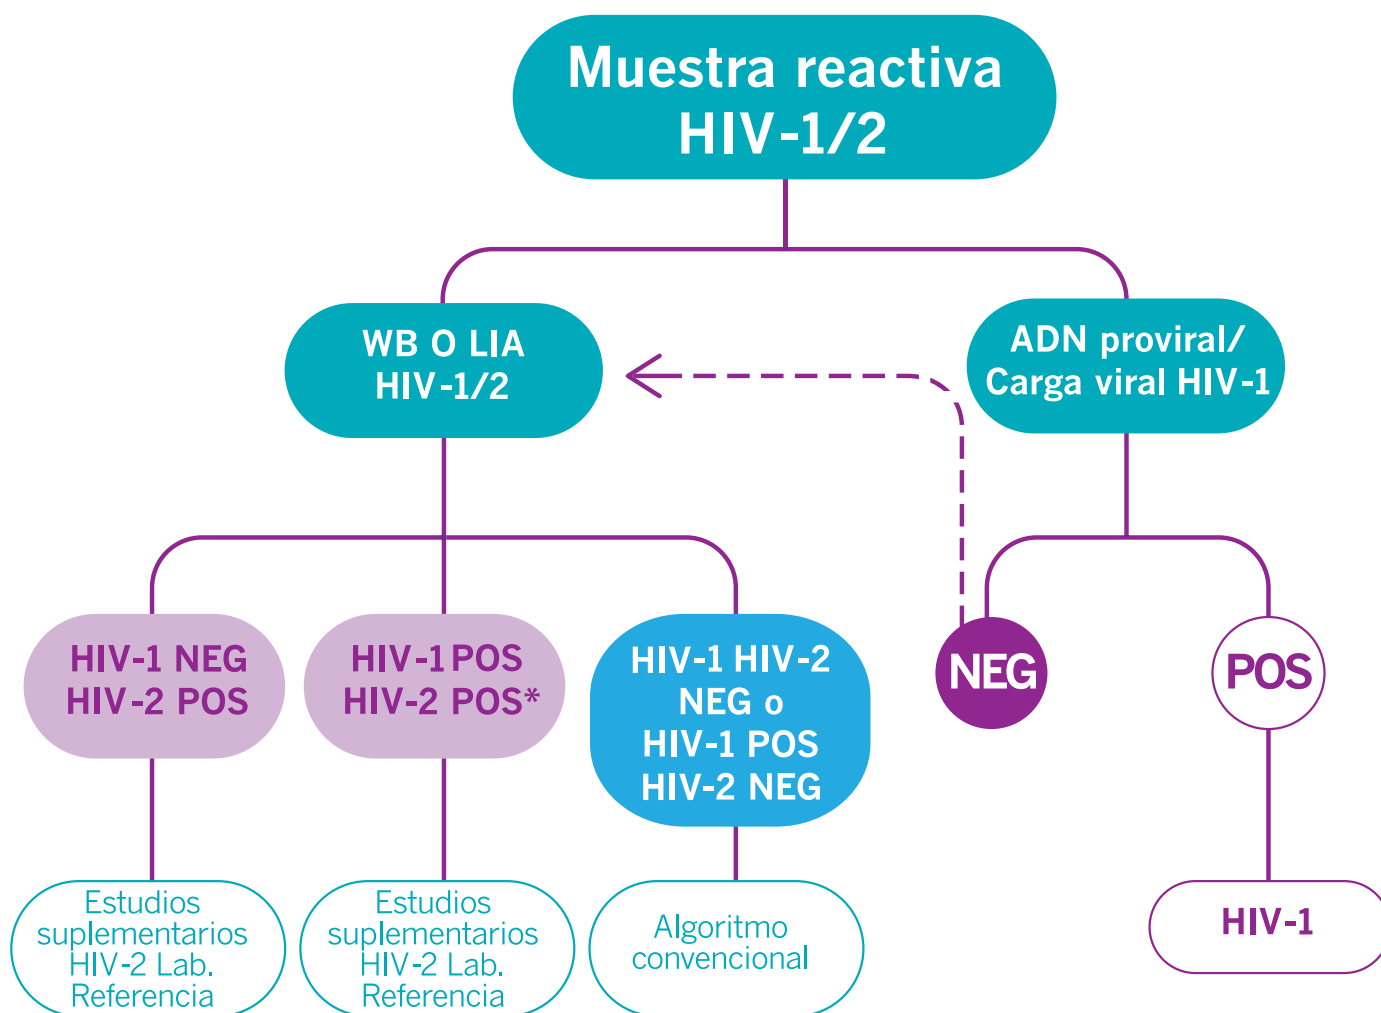 Muestra reactiva
HIV-1/2
WB O LIA
HIV-1/2
ADN proviral/
Carga viral HIV-1
HIV-1 NEG
HIV-2 POS
HIV-1 POS
HIV-2 POS*
HIV-1 HIV-2
NEG o
HIV-1 POS
HIV-2 NEG
NEG
POS
Estudios
suplementarios
HIV-2 Lab.
Referencia
Estudios
suplementarios
HIV-2 Lab.
Referencia
Algoritmo
convencional
HIV-1